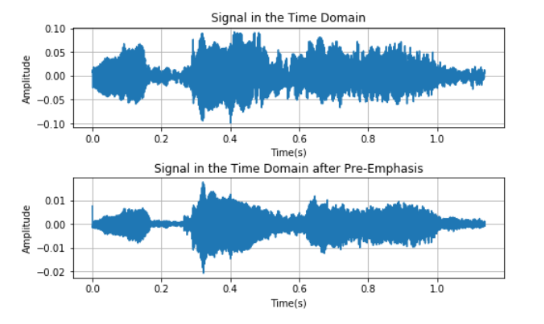 Signal in the Time Domain
0.10
0.05
0.00
−0.05
−0.10
Amplitude
0.0 0.2 0.4 0.6 0.8 1.0
Time(s)
Signal in the Time Domain after Pre-Emphasis
0.01
0.00
−0.01
−0.02
Amplitude
0.0 0.2 0.4 0.6 0.8 1.0
Time(s)